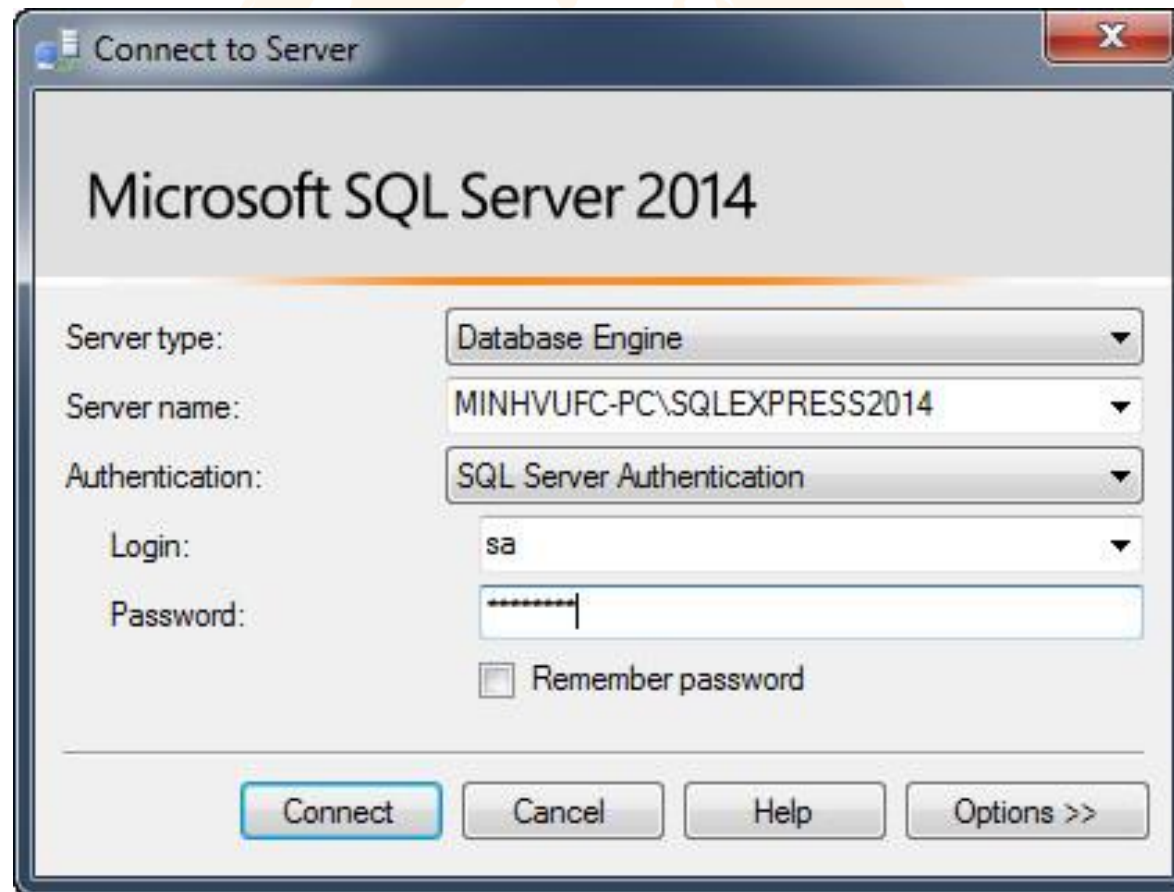 Connect to Server
Microsoft SQL Server 2014
Server type: Database Engine
Server name: MINHVUFC-PC\SQLEXPRESS2014
Authentication: SQL Server Authentication
Login: sa
Password: ********
Remember password
Connect Cancel Help Options >>